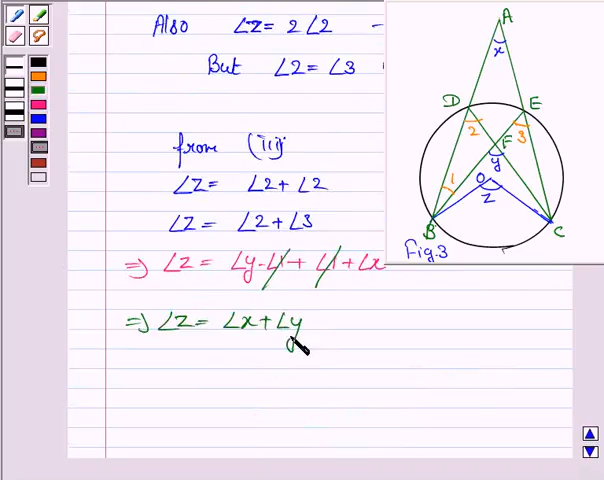 Also ∠z = 2∠2
But ∠2 = ∠3
from (iii)
∠z = ∠2 + ∠2
∠z = ∠2 + ∠3
⇒ ∠z = ∠y - ∠1 + ∠1 + ∠x
⇒ ∠z = ∠x + ∠y
A
x
D
E
2
3
F
y
1
O
z
B
C
Fig.3